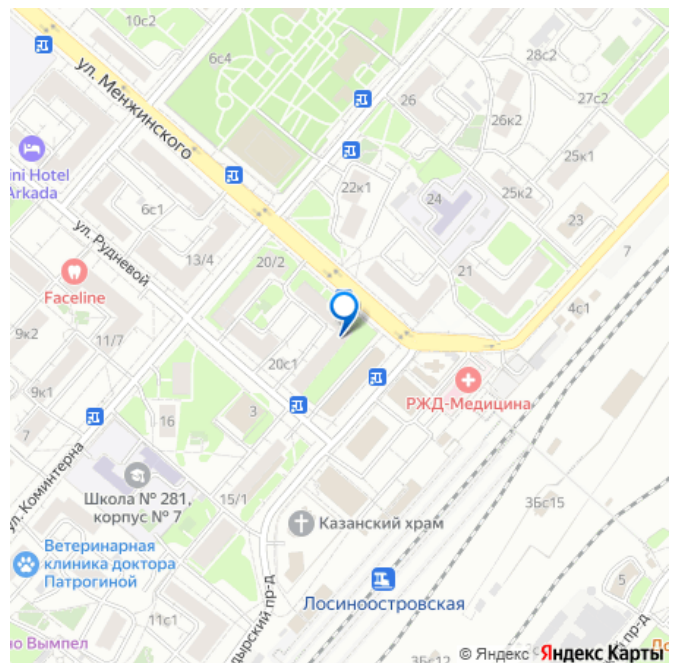 28с2
6с4
ул. Менжинского
26
27с2
26к2
ini Hotel
Arkada
25к1
22к1
24
25к2
6с1
23
ул. Рудневой
13/4
20/2
7
21
Faceline
4с1
9к2
11/7
20с1
РЖД-Медицина
9к1
3
16
7
ул. Коминтерна
Школа № 281,
корпус № 7
15/1
3Бс15
Казанский храм
Ветеринарная
клиника доктора
Патрогиной
Лосиноостровская
5
11с1
дырский пр-д
й пр-д
но Вымпел
3Бс12
© Яндекс Яндекс Карты